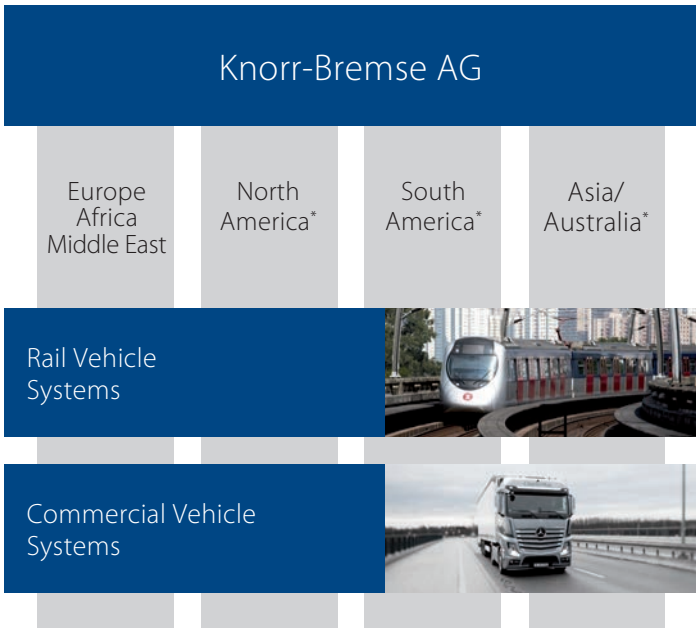 Knorr-Bremse AG
Europe
Africa
Middle East
North
America*
South
America*
Asia/
Australia*
Rail Vehicle
Systems
Commercial Vehicle
Systems